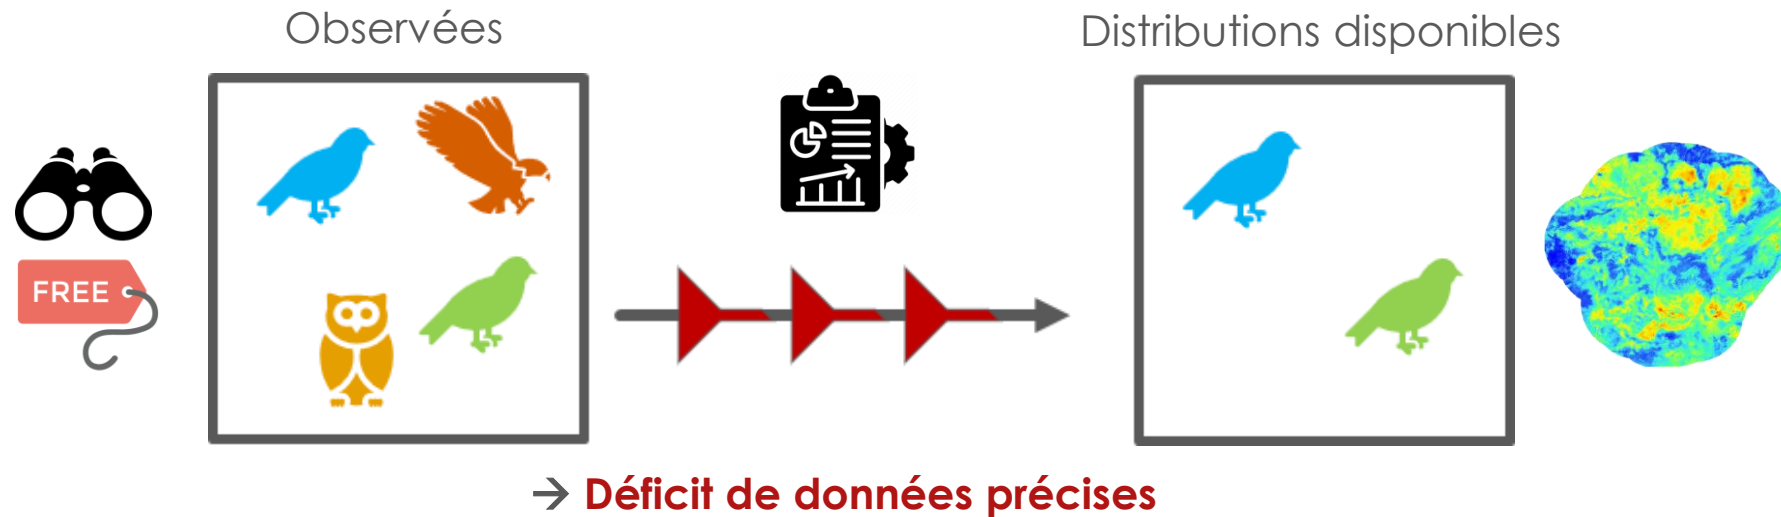 Observées
Distributions disponibles
FREE
→ Déficit de données précises